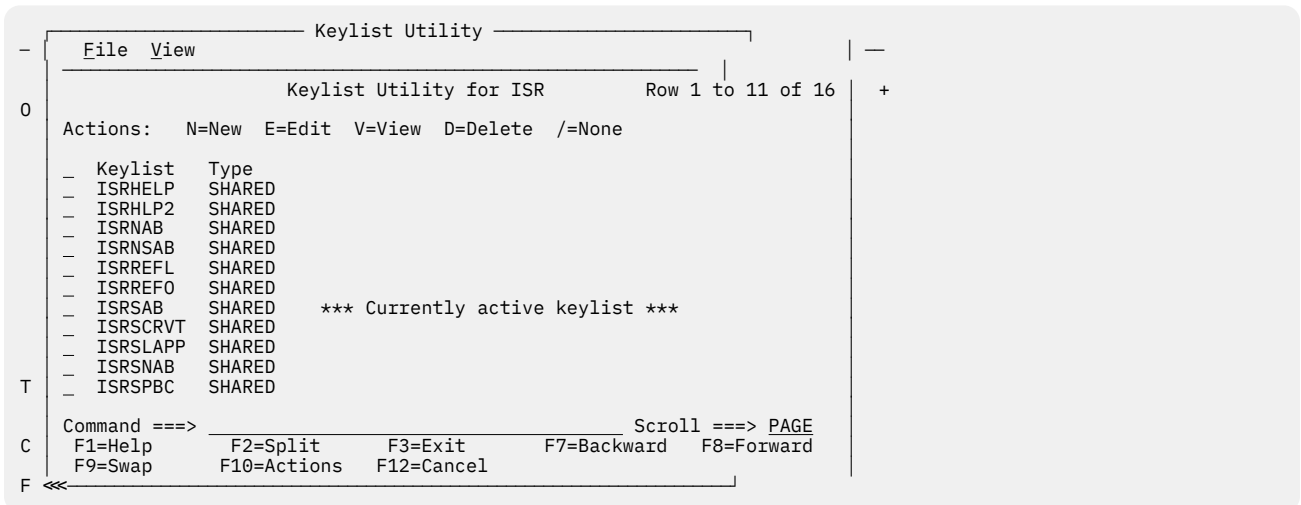 Keylist Utility
File View
Keylist Utility for ISR Row 1 to 11 of 16 +
O
Actions: N=New E=Edit V=View D=Delete /=None
_ Keylist Type
_ ISRHELP SHARED
_ ISRHLP2 SHARED
_ ISRNAB SHARED
_ ISRNSAB SHARED
_ ISRREFL SHARED
_ ISRREFO SHARED
_ ISRSAB SHARED *** Currently active keylist ***
_ ISRSCRVT SHARED
_ ISRSLAPP SHARED
_ ISRSNAB SHARED
T _ ISRSPBC SHARED
Command ===> Scroll ===> PAGE
C F1=Help F2=Split F3=Exit F7=Backward F8=Forward
F9=Swap F10=Actions F12=Cancel
F <<<